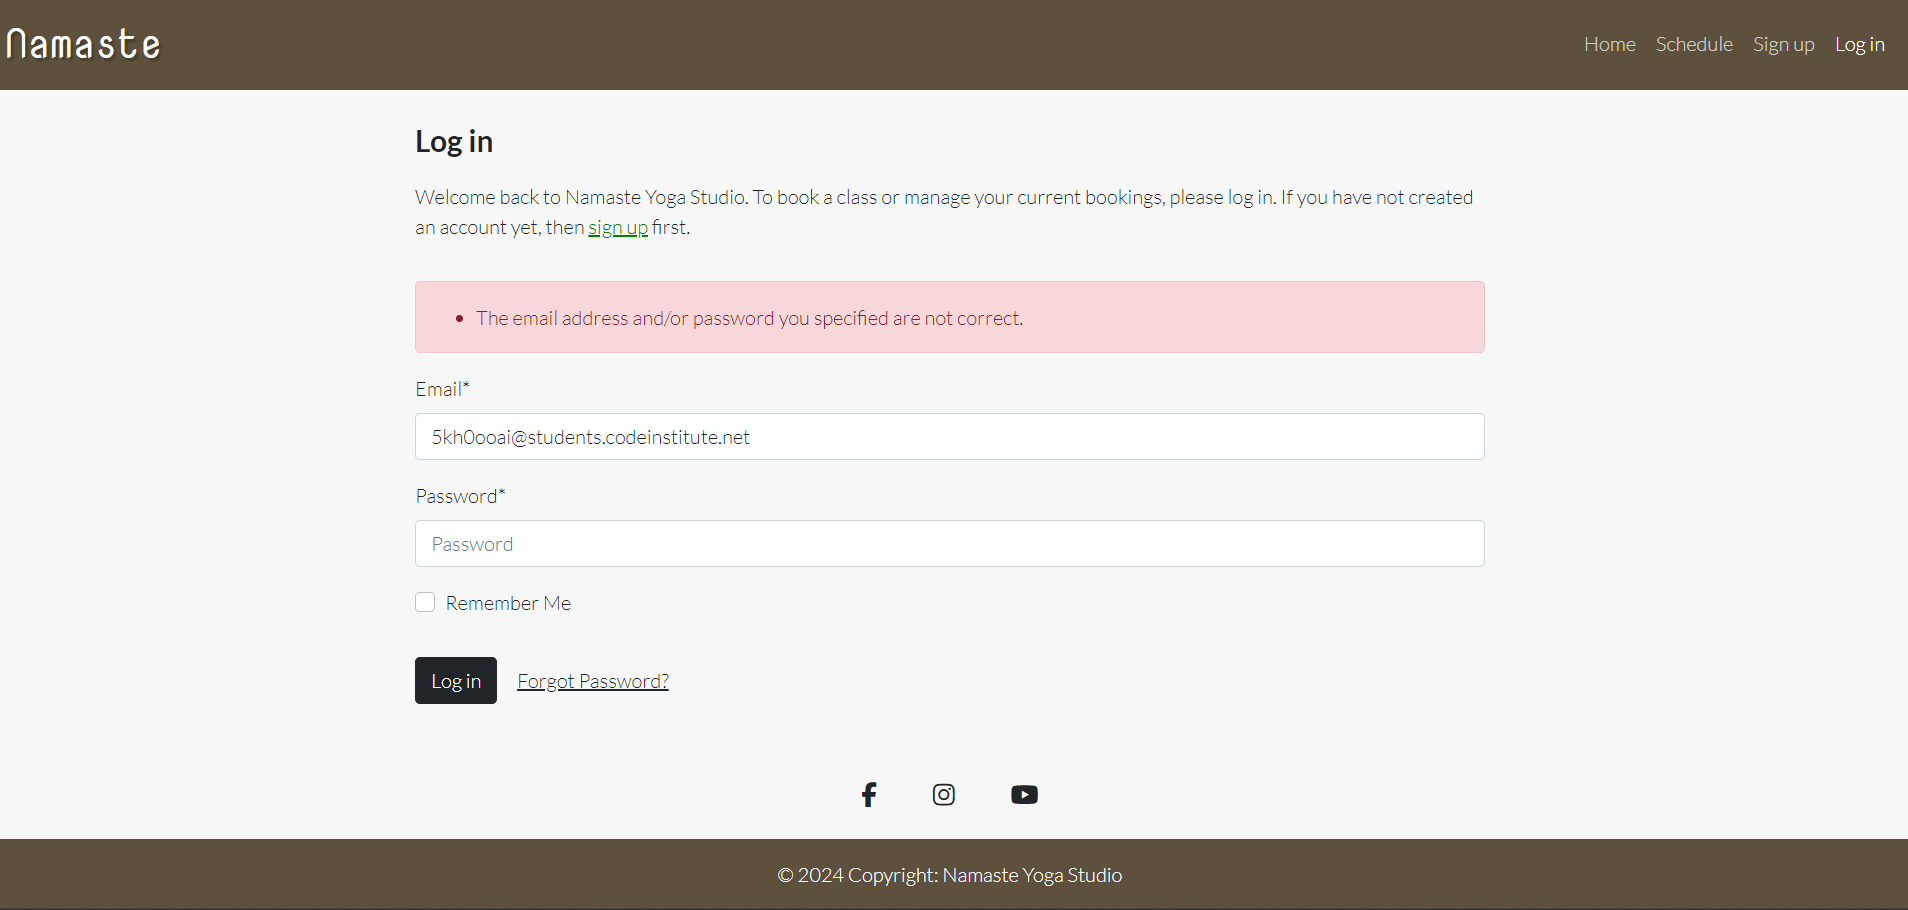 Namaste
Home Schedule Sign up Log in
Log in
Welcome back to Namaste Yoga Studio. To book a class or manage your current bookings, please log in. If you have not created
an account yet, then sign up first.
The email address and/or password you specified are not correct.
Email*
5kh0ooai@students.codeinstitute.net
Password*
Password
Remember Me
Log in Forgot Password?
© 2024 Copyright: Namaste Yoga Studio